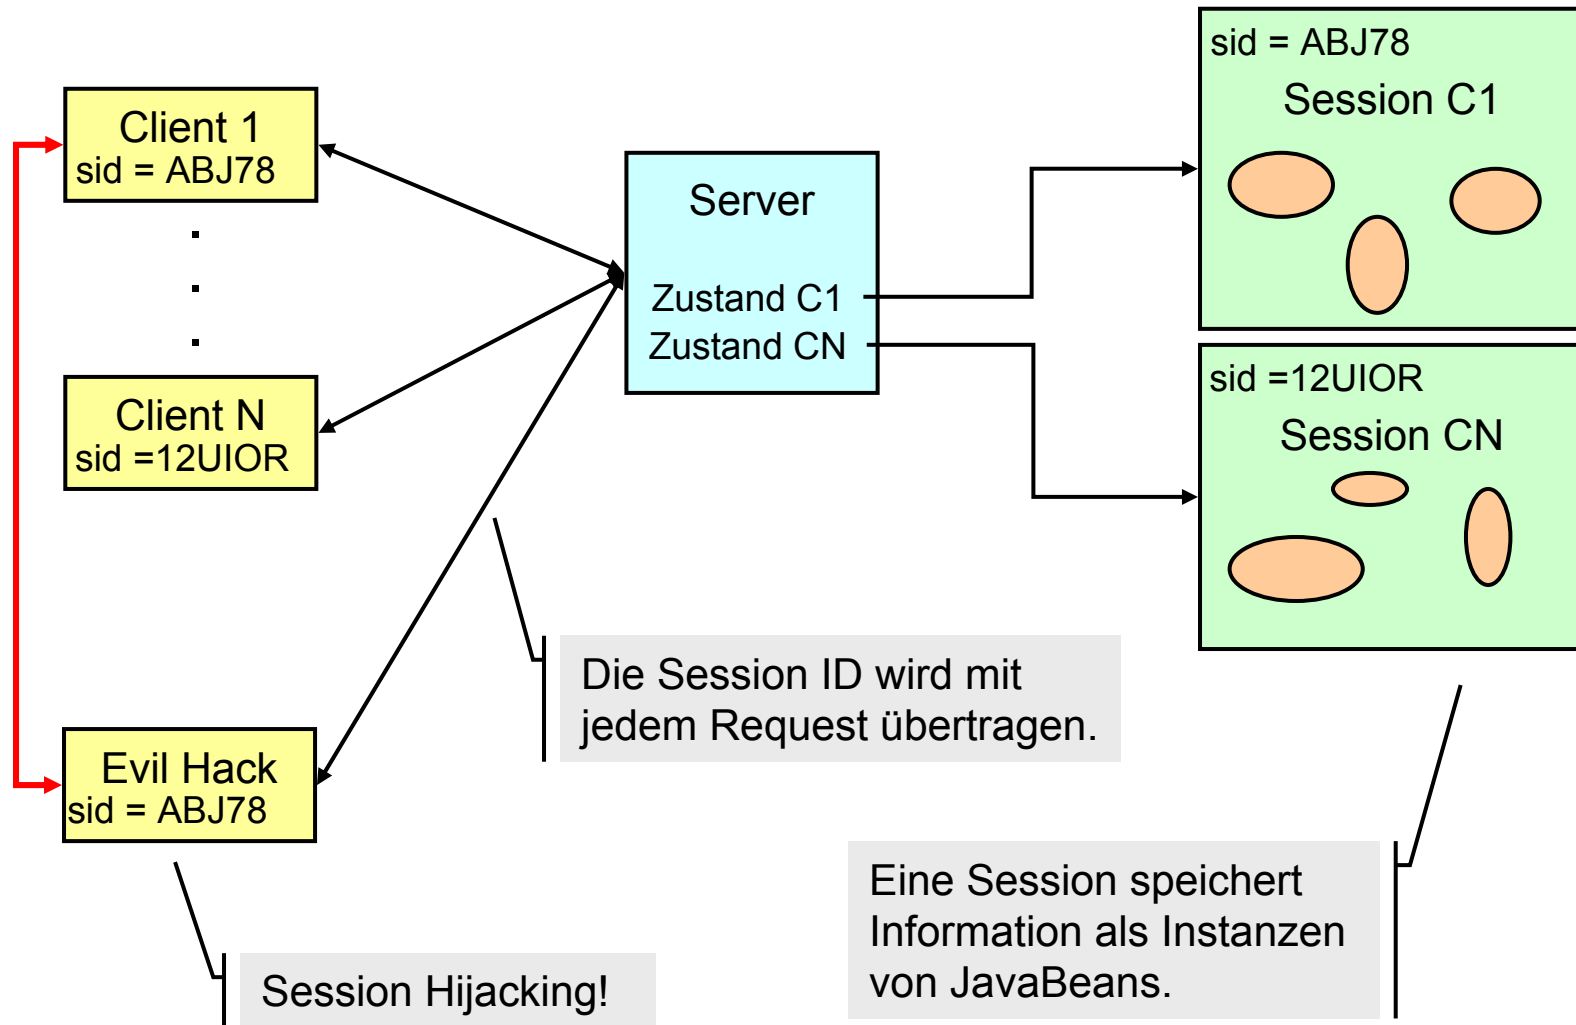 Client 1
sid = ABJ78
.
.
.
Client N
sid =12UIOR
Evil Hack
sid = ABJ78
Session Hijacking!
Server
Zustand C1
Zustand CN
Die Session ID wird mit
jedem Request übertragen.
sid = ABJ78
Session C1
sid =12UIOR
Session CN
Eine Session speichert
Information als Instanzen
von JavaBeans.